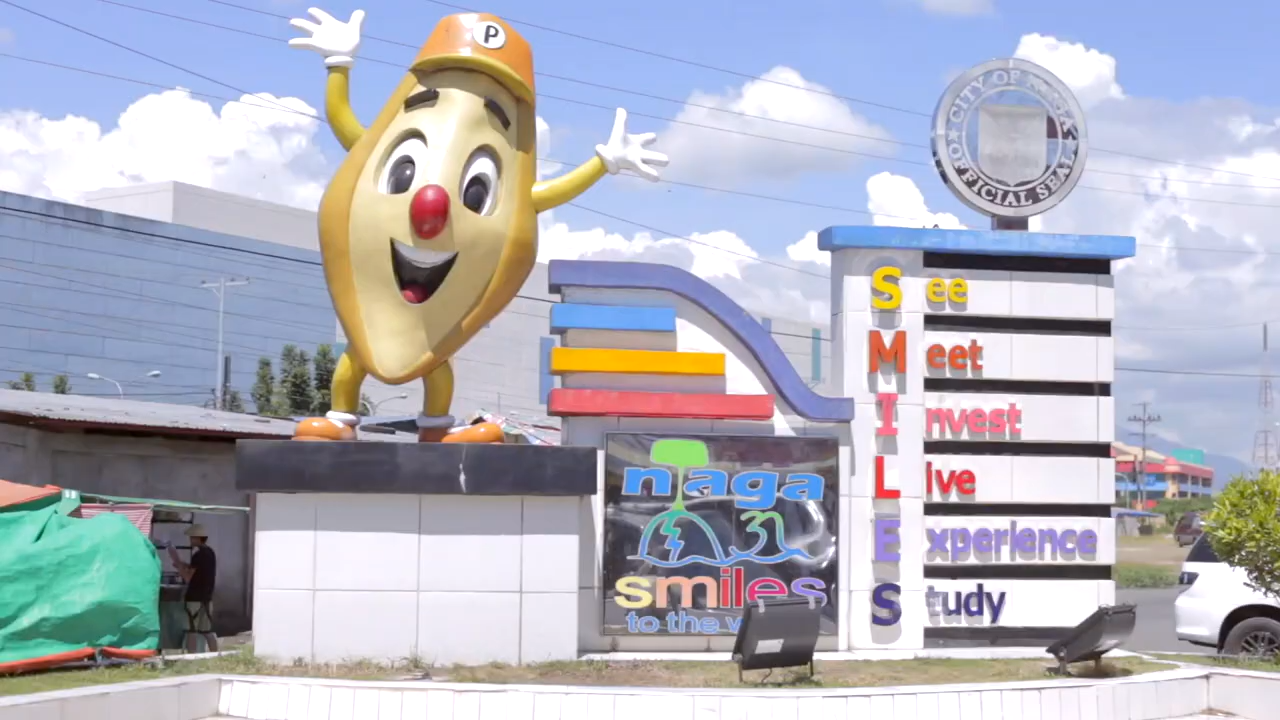 P
CITY OF NAGA
OFFICIAL SEAL
See
Meet
Invest
Live
Experience
Study
naga
smiles
to the